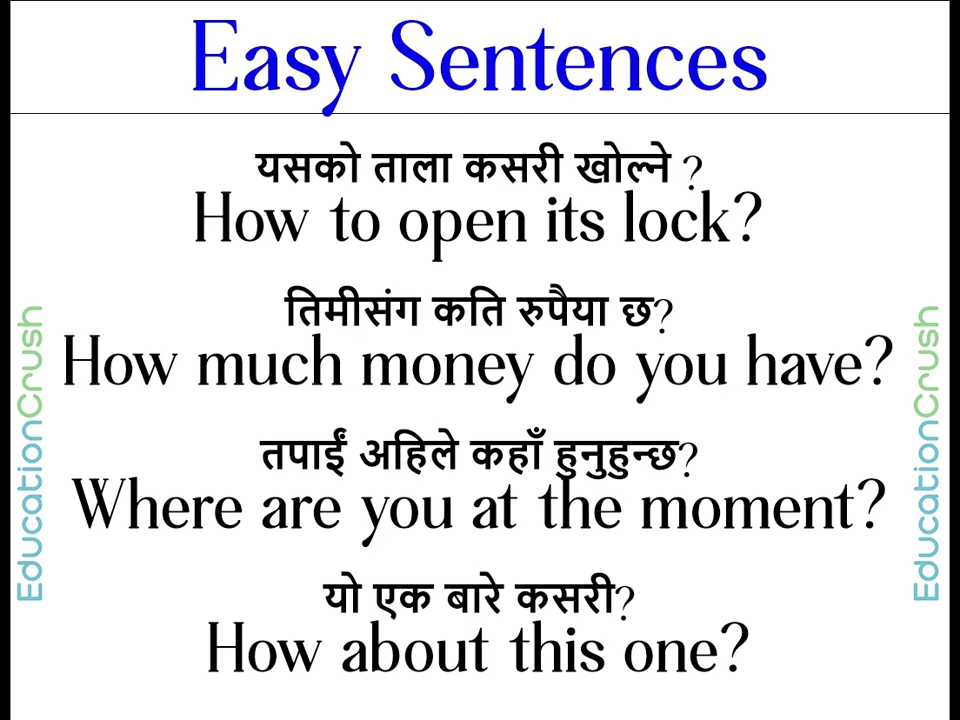 Easy Sentences
यसको ताला कसरी खोल्ने ?
How to open its lock?
तिमीसंग कति रुपैया छ?
How much money do you have?
तपाईं अहिले कहाँ हुनुहुन्छ?
Where are you at the moment?
यो एक बारे कसरी?
How about this one?
EducationCrush
EducationCrush